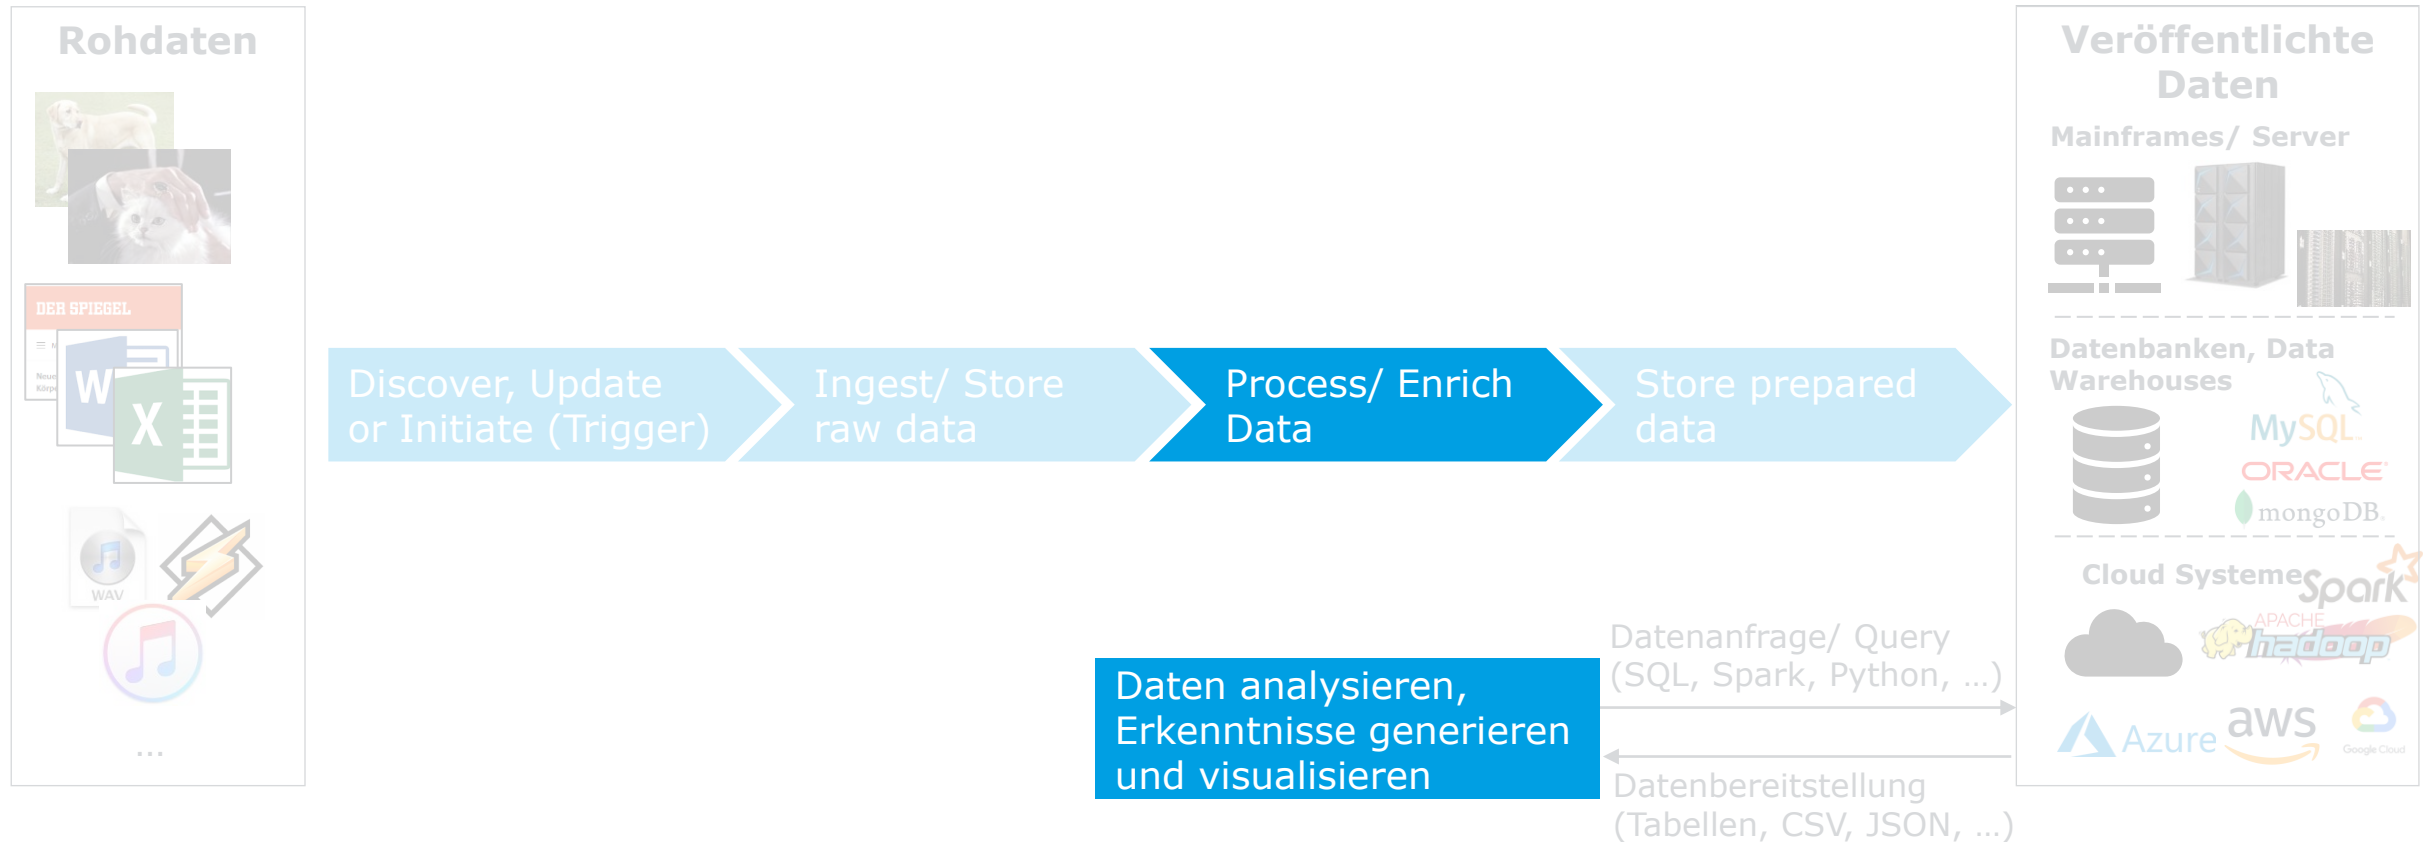 Rohdaten
DER SPIEGEL
Neue
Körpe
W
X
WAV
...
Discover, Update
or Initiate (Trigger)
Ingest/ Store
raw data
Process/ Enrich
Data
Store prepared
data
Daten analysieren,
Erkenntnisse generieren
und visualisieren
Datenanfrage/ Query
(SQL, Spark, Python, ...)
Datenbereitstellung
(Tabellen, CSV, JSON, ...)
Veröffentlichte
Daten
Mainframes/ Server
Datenbanken, Data
Warehouses
MySQL
ORACLE
mongoDB
Cloud Systeme
Spark
APACHE
hadoop
Azure
aws
Google Cloud